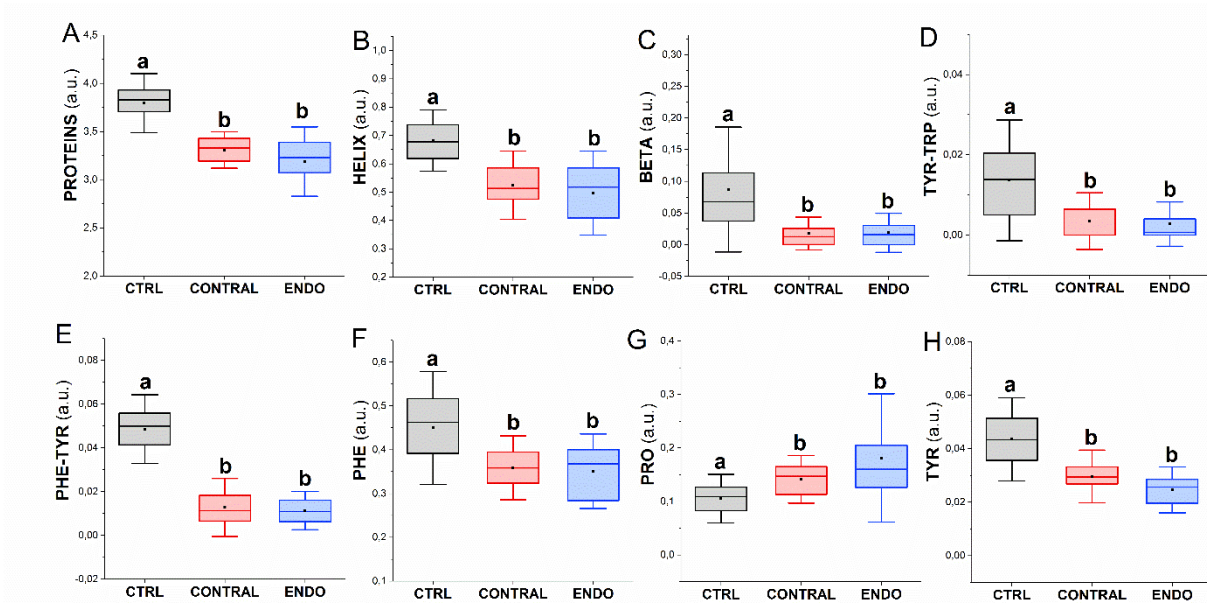 A
PROTEINS (a.u.)
4,5
4,0
3,5
3,0
2,5
2,0
a
b
b
CTRL CONTRAL ENDO
B
HELIX (a.u.)
1,0
0,9
0,8
0,7
0,6
0,5
0,4
0,3
0,2
a
b
b
CTRL CONTRAL ENDO
C
BETA (a.u.)
0,30
0,25
0,20
0,15
0,10
0,05
0,00
-0,05
a
b
b
CTRL CONTRAL ENDO
D
TYR-TRP (a.u.)
0,04
0,02
0,00
a
b
b
CTRL CONTRAL ENDO
E
PHE-TYR (a.u.)
0,08
0,06
0,04
0,02
0,00
-0,02
a
b
b
CTRL CONTRAL ENDO
F
PHE (a.u.)
0,6
0,5
0,4
0,3
0,2
0.1
a
b
b
CTRL CONTRAL ENDO
G
PRO (a.u.)
0,4
0,3
0,2
0,1
0,0
a
b
b
CTRL CONTRAL ENDO
H
TYR (a.u.)
0,08
0,06
0,04
0,02
0,00
a
b
b
CTRL CONTRAL ENDO